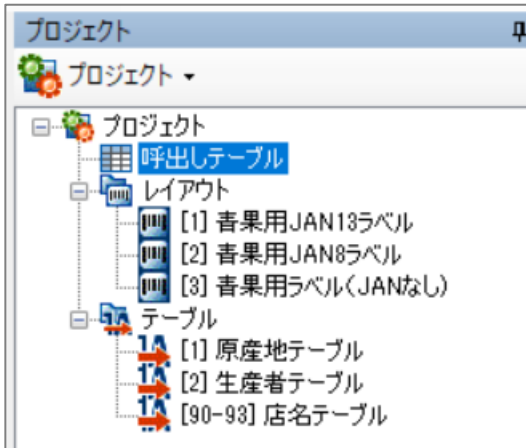 プロジェクト
プロジェクト
プロジェクト
呼出しテーブル
レイアウト
[1] 青果用JAN13ラベル
[2] 青果用JAN8ラベル
[3] 青果用ラベル(JANなし)
テーブル
[1] 原産地テーブル
[2] 生産者テーブル
[90-93] 店名テーブル